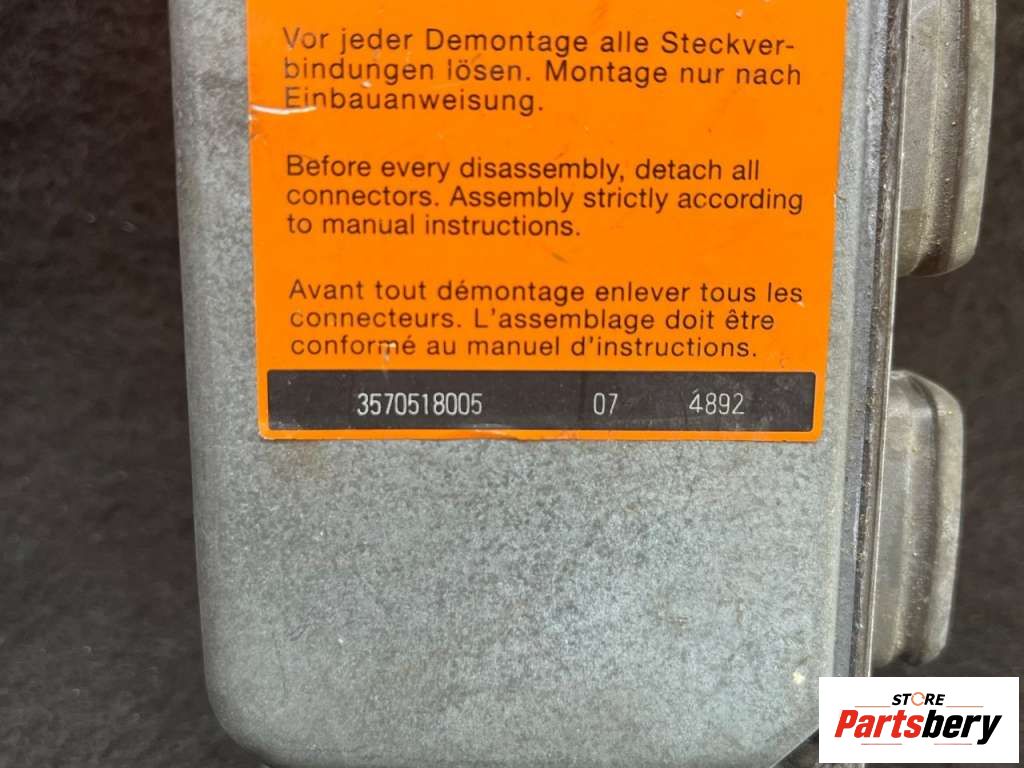 Vor jeder Demontage alle Steckver-
bindungen lösen. Montage nur nach
Einbauanweisung.
Before every disassembly, detach all
connectors. Assembly strictly according
to manual instructions.
Avant tout démontage enlever tous les
connecteurs. L'assemblage doit être
conformé au manuel d'instructions.
3570518005 07 4892
STORE
Partsbery